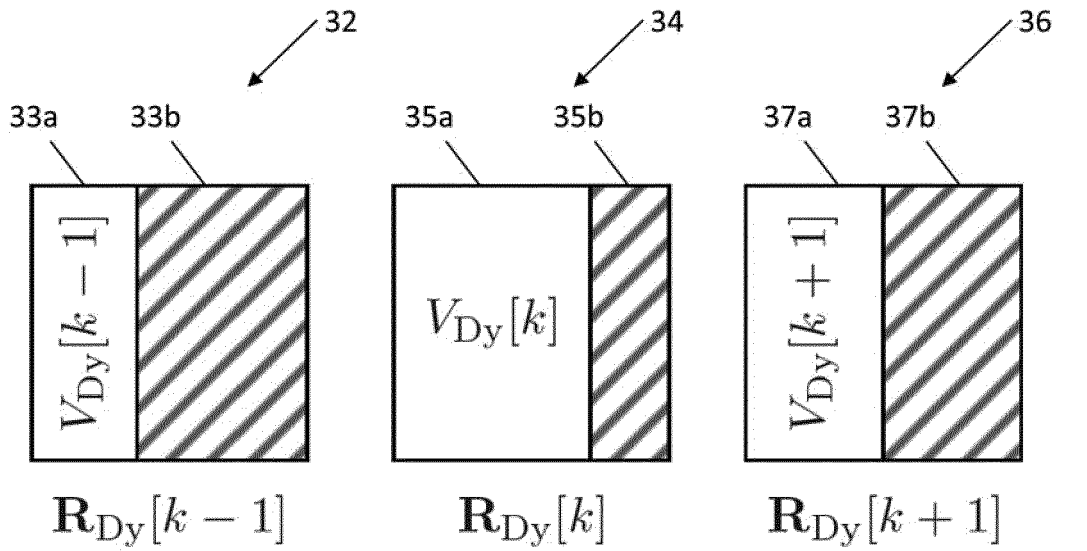 32 34 36
33a 33b 35a 35b 37a 37b
V_Dy[k − 1] V_Dy[k] V_Dy[k + 1]
R_Dy[k − 1] R_Dy[k] R_Dy[k + 1]